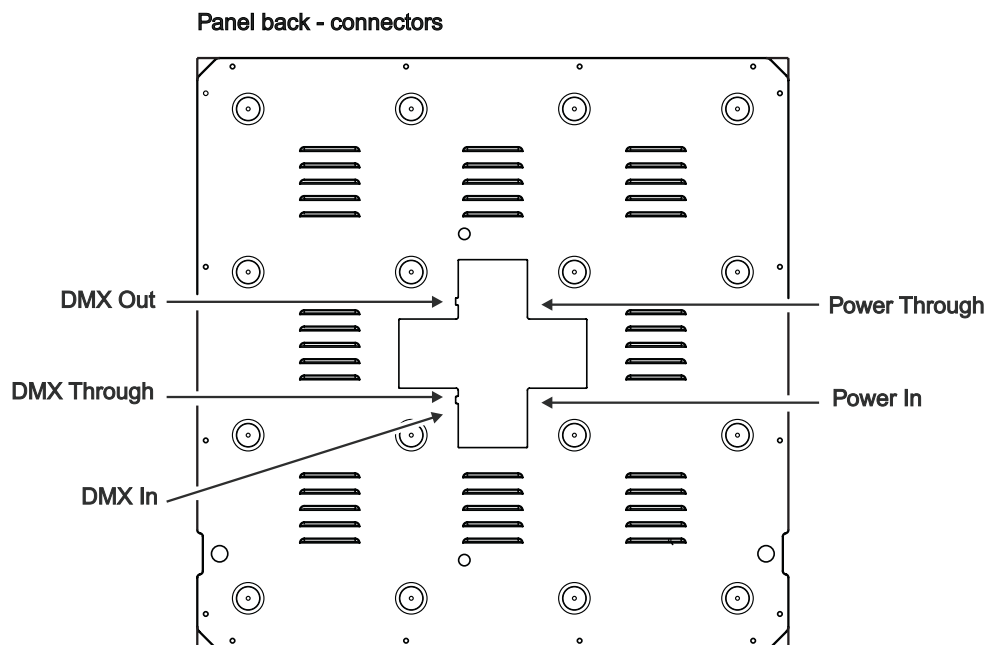 Panel back - connectors
DMX Out
Power Through
DMX Through
Power In
DMX In